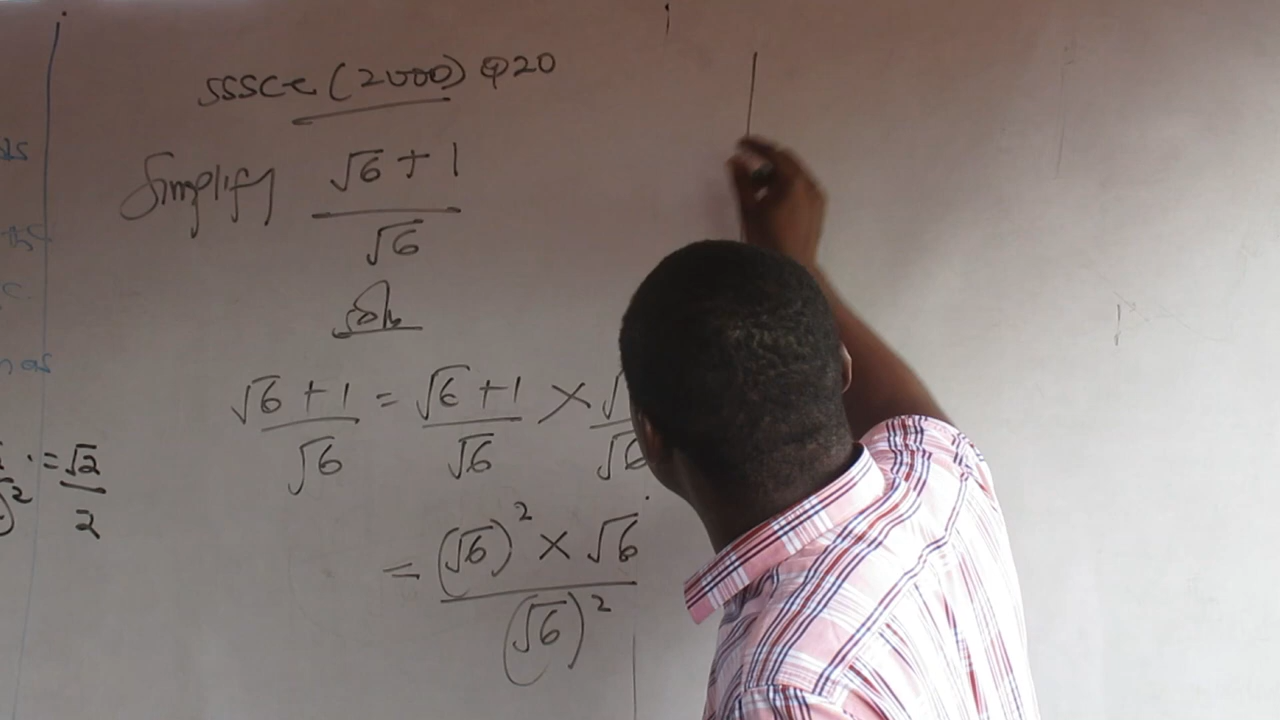 SSSCE (2000) Q20
Simplify √6 + 1 / √6
Soln
√6 + 1 / √6 = √6 + 1 / √6 × √ / √6
= (√6)² × √6 / (√6)²
= √2 / 2